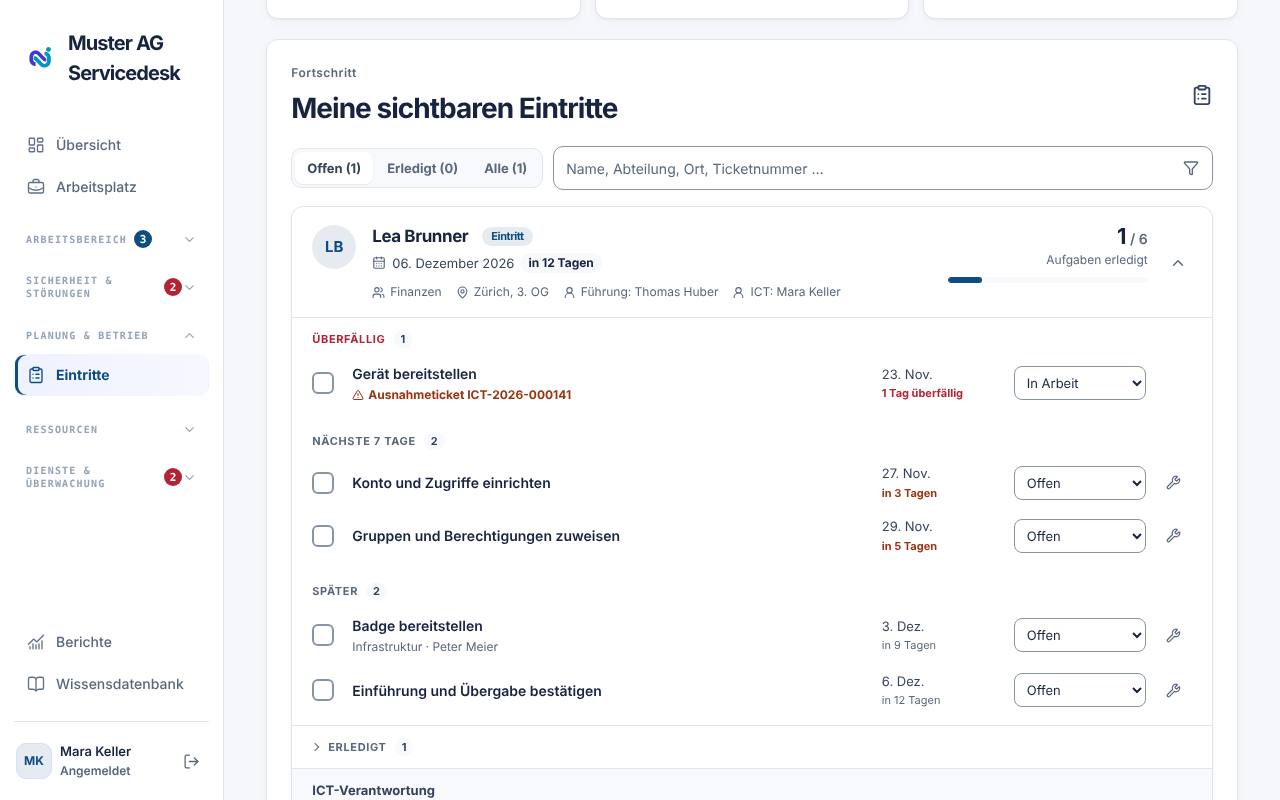 Muster AG
Servicedesk
Übersicht
Arbeitsplatz
ARBEITSBEREICH 3
SICHERHEIT &
STÖRUNGEN 2
PLANUNG & BETRIEB
Eintritte
RESSOURCEN
DIENSTE &
ÜBERWACHUNG 2
Berichte
Wissensdatenbank
MK
Mara Keller
Angemeldet
Fortschritt
Meine sichtbaren Eintritte
Offen (1) Erledigt (0) Alle (1)
Name, Abteilung, Ort, Ticketnummer ...
LB
Lea Brunner Eintritt
06. Dezember 2026 in 12 Tagen
Finanzen Zürich, 3. OG Führung: Thomas Huber ICT: Mara Keller
1 / 6
Aufgaben erledigt
ÜBERFÄLLIG 1
Gerät bereitstellen
Ausnahmeticket ICT-2026-000141
23. Nov.
1 Tag überfällig
In Arbeit
NÄCHSTE 7 TAGE 2
Konto und Zugriffe einrichten
27. Nov.
in 3 Tagen
Offen
Gruppen und Berechtigungen zuweisen
29. Nov.
in 5 Tagen
Offen
SPÄTER 2
Badge bereitstellen
Infrastruktur · Peter Meier
3. Dez.
in 9 Tagen
Offen
Einführung und Übergabe bestätigen
6. Dez.
in 12 Tagen
Offen
ERLEDIGT 1
ICT-Verantwortung